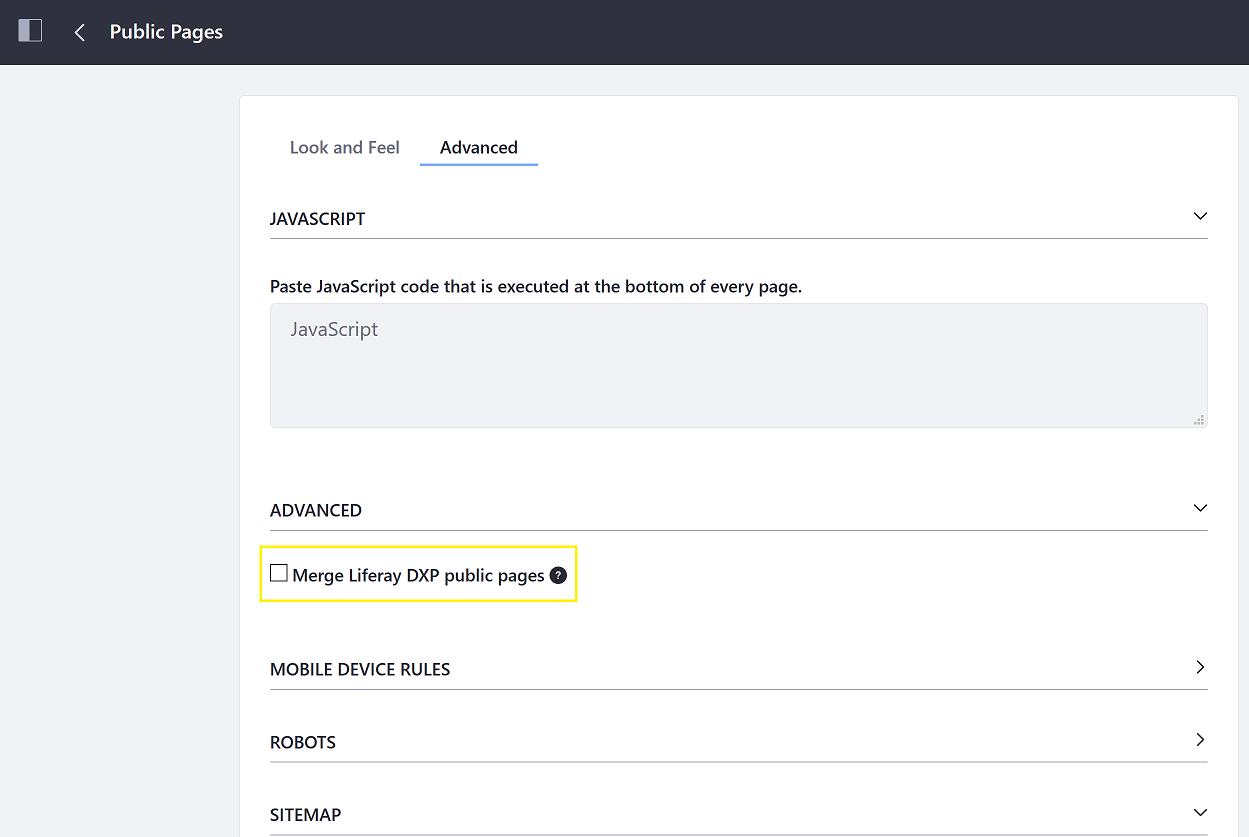 Public Pages
Look and Feel Advanced
JAVASCRIPT
Paste JavaScript code that is executed at the bottom of every page.
JavaScript
ADVANCED
Merge Liferay DXP public pages ?
MOBILE DEVICE RULES
ROBOTS
SITEMAP